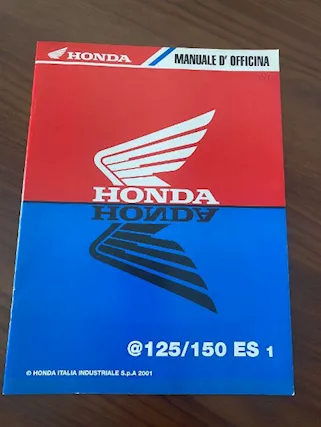 HONDA
MANUALE D' OFFICINA
HONDA
HONDA
@125/150 ES 1
© HONDA ITALIA INDUSTRIALE S.p.A 2001